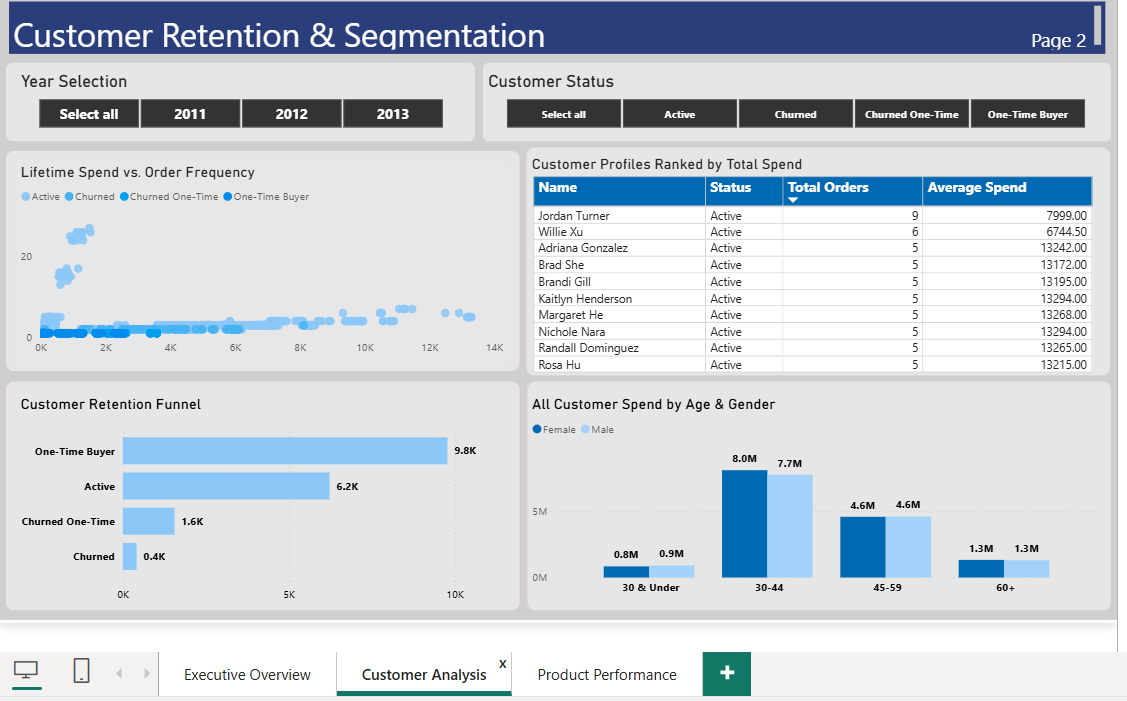 Customer Retention & Segmentation
Page 2
Year Selection
Select all 2011 2012 2013
Customer Status
Select all Active Churned Churned One-Time One-Time Buyer
Lifetime Spend vs. Order Frequency
Active Churned Churned One-Time One-Time Buyer
20
0
0K 2K 4K 6K 8K 10K 12K 14K
Customer Profiles Ranked by Total Spend
Name Status Total Orders Average Spend
Jordan Turner Active 9 7999.00
Willie Xu Active 6 6744.50
Adriana Gonzalez Active 5 13242.00
Brad She Active 5 13172.00
Brandi Gill Active 5 13195.00
Kaitlyn Henderson Active 5 13294.00
Margaret He Active 5 13268.00
Nichole Nara Active 5 13294.00
Randall Dominguez Active 5 13265.00
Rosa Hu Active 5 13215.00
Customer Retention Funnel
One-Time Buyer 9.8K
Active 6.2K
Churned One-Time 1.6K
Churned 0.4K
0K 5K 10K
All Customer Spend by Age & Gender
Female Male
8.0M 7.7M
4.6M 4.6M
5M
1.3M 1.3M
0.8M 0.9M
0M
30 & Under 30-44 45-59 60+
Executive Overview
Customer Analysis
x
Product Performance
+